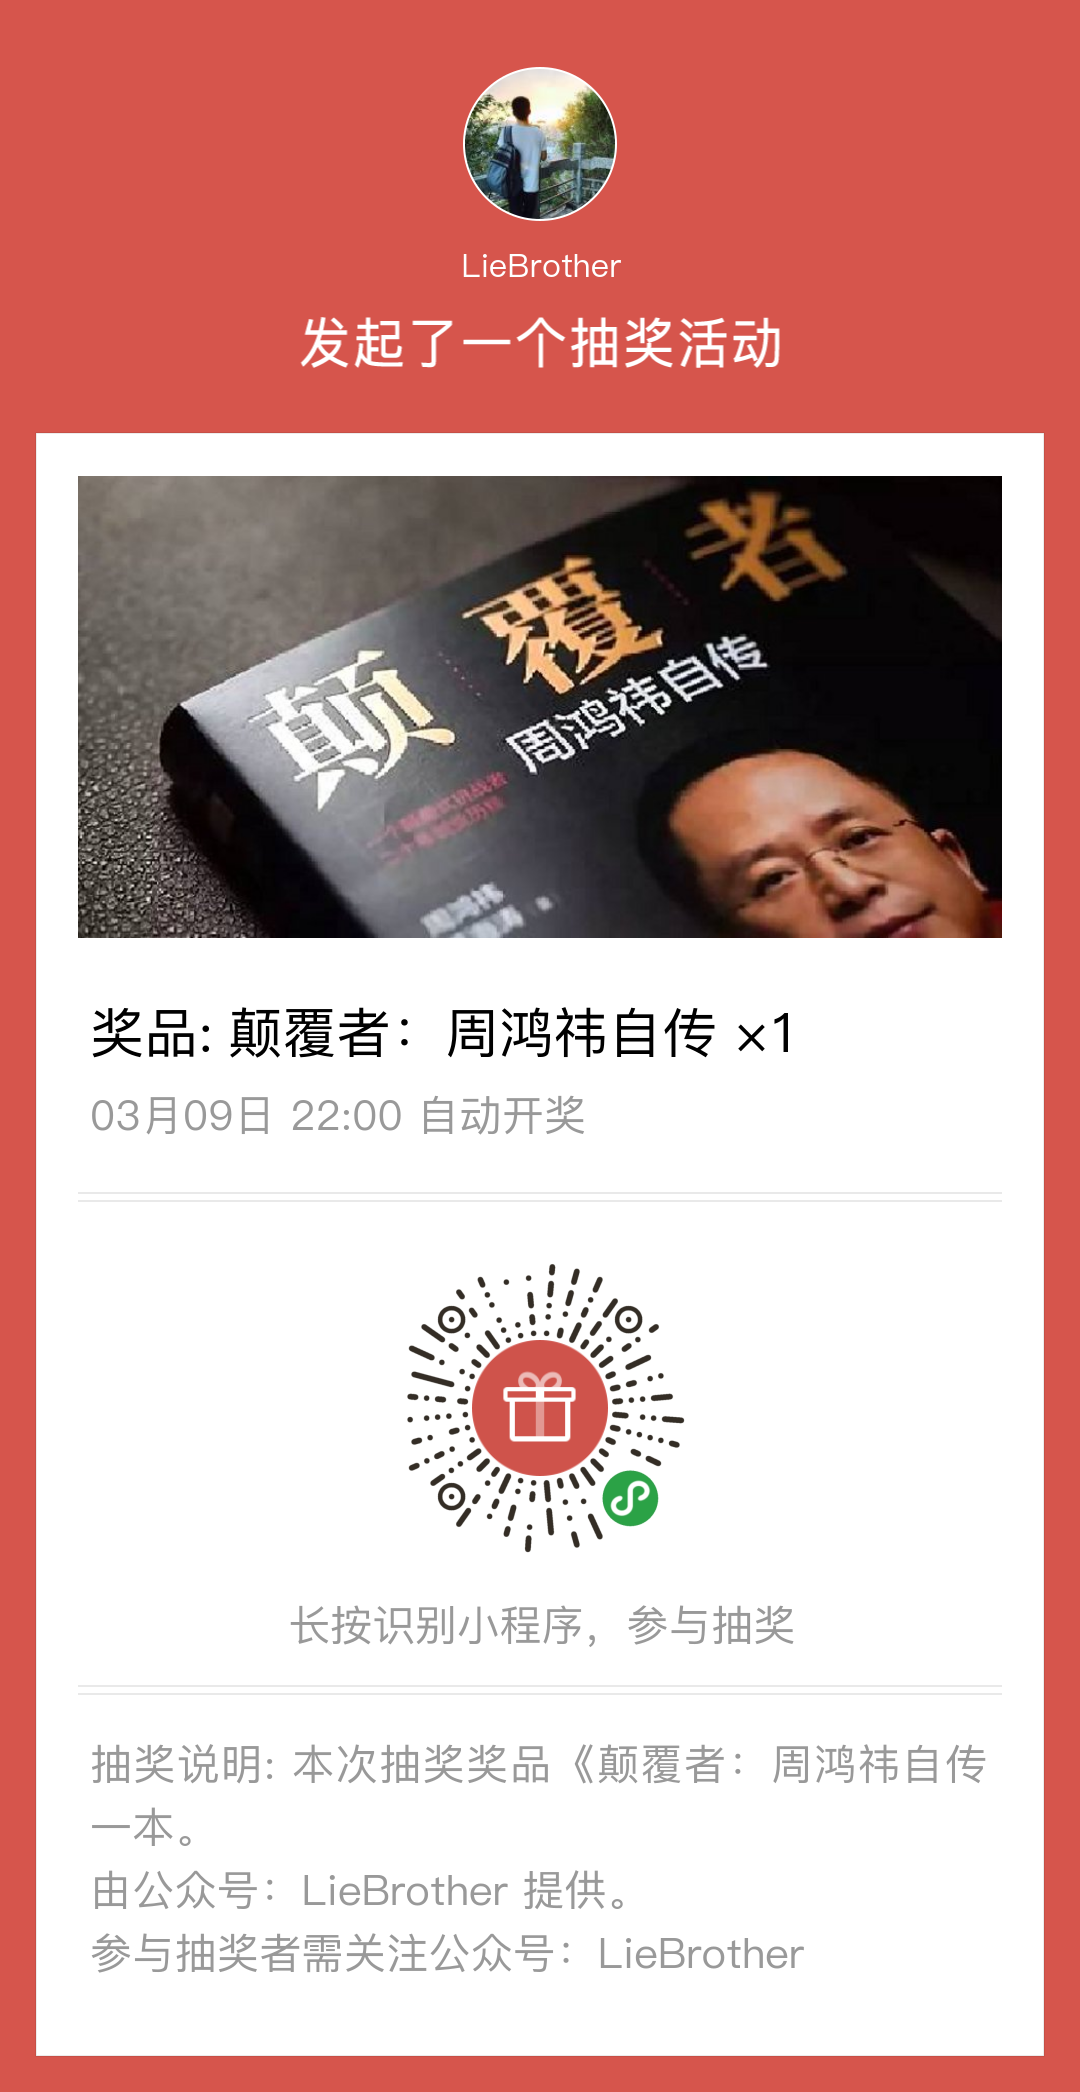 LieBrother
发起了一个抽奖活动
颠覆者
周鸿祎自传
奖品: 颠覆者：周鸿祎自传 ×1
03月09日 22:00 自动开奖
长按识别小程序，参与抽奖
抽奖说明: 本次抽奖奖品《颠覆者：周鸿祎自传
一本。
由公众号：LieBrother 提供。
参与抽奖者需关注公众号：LieBrother